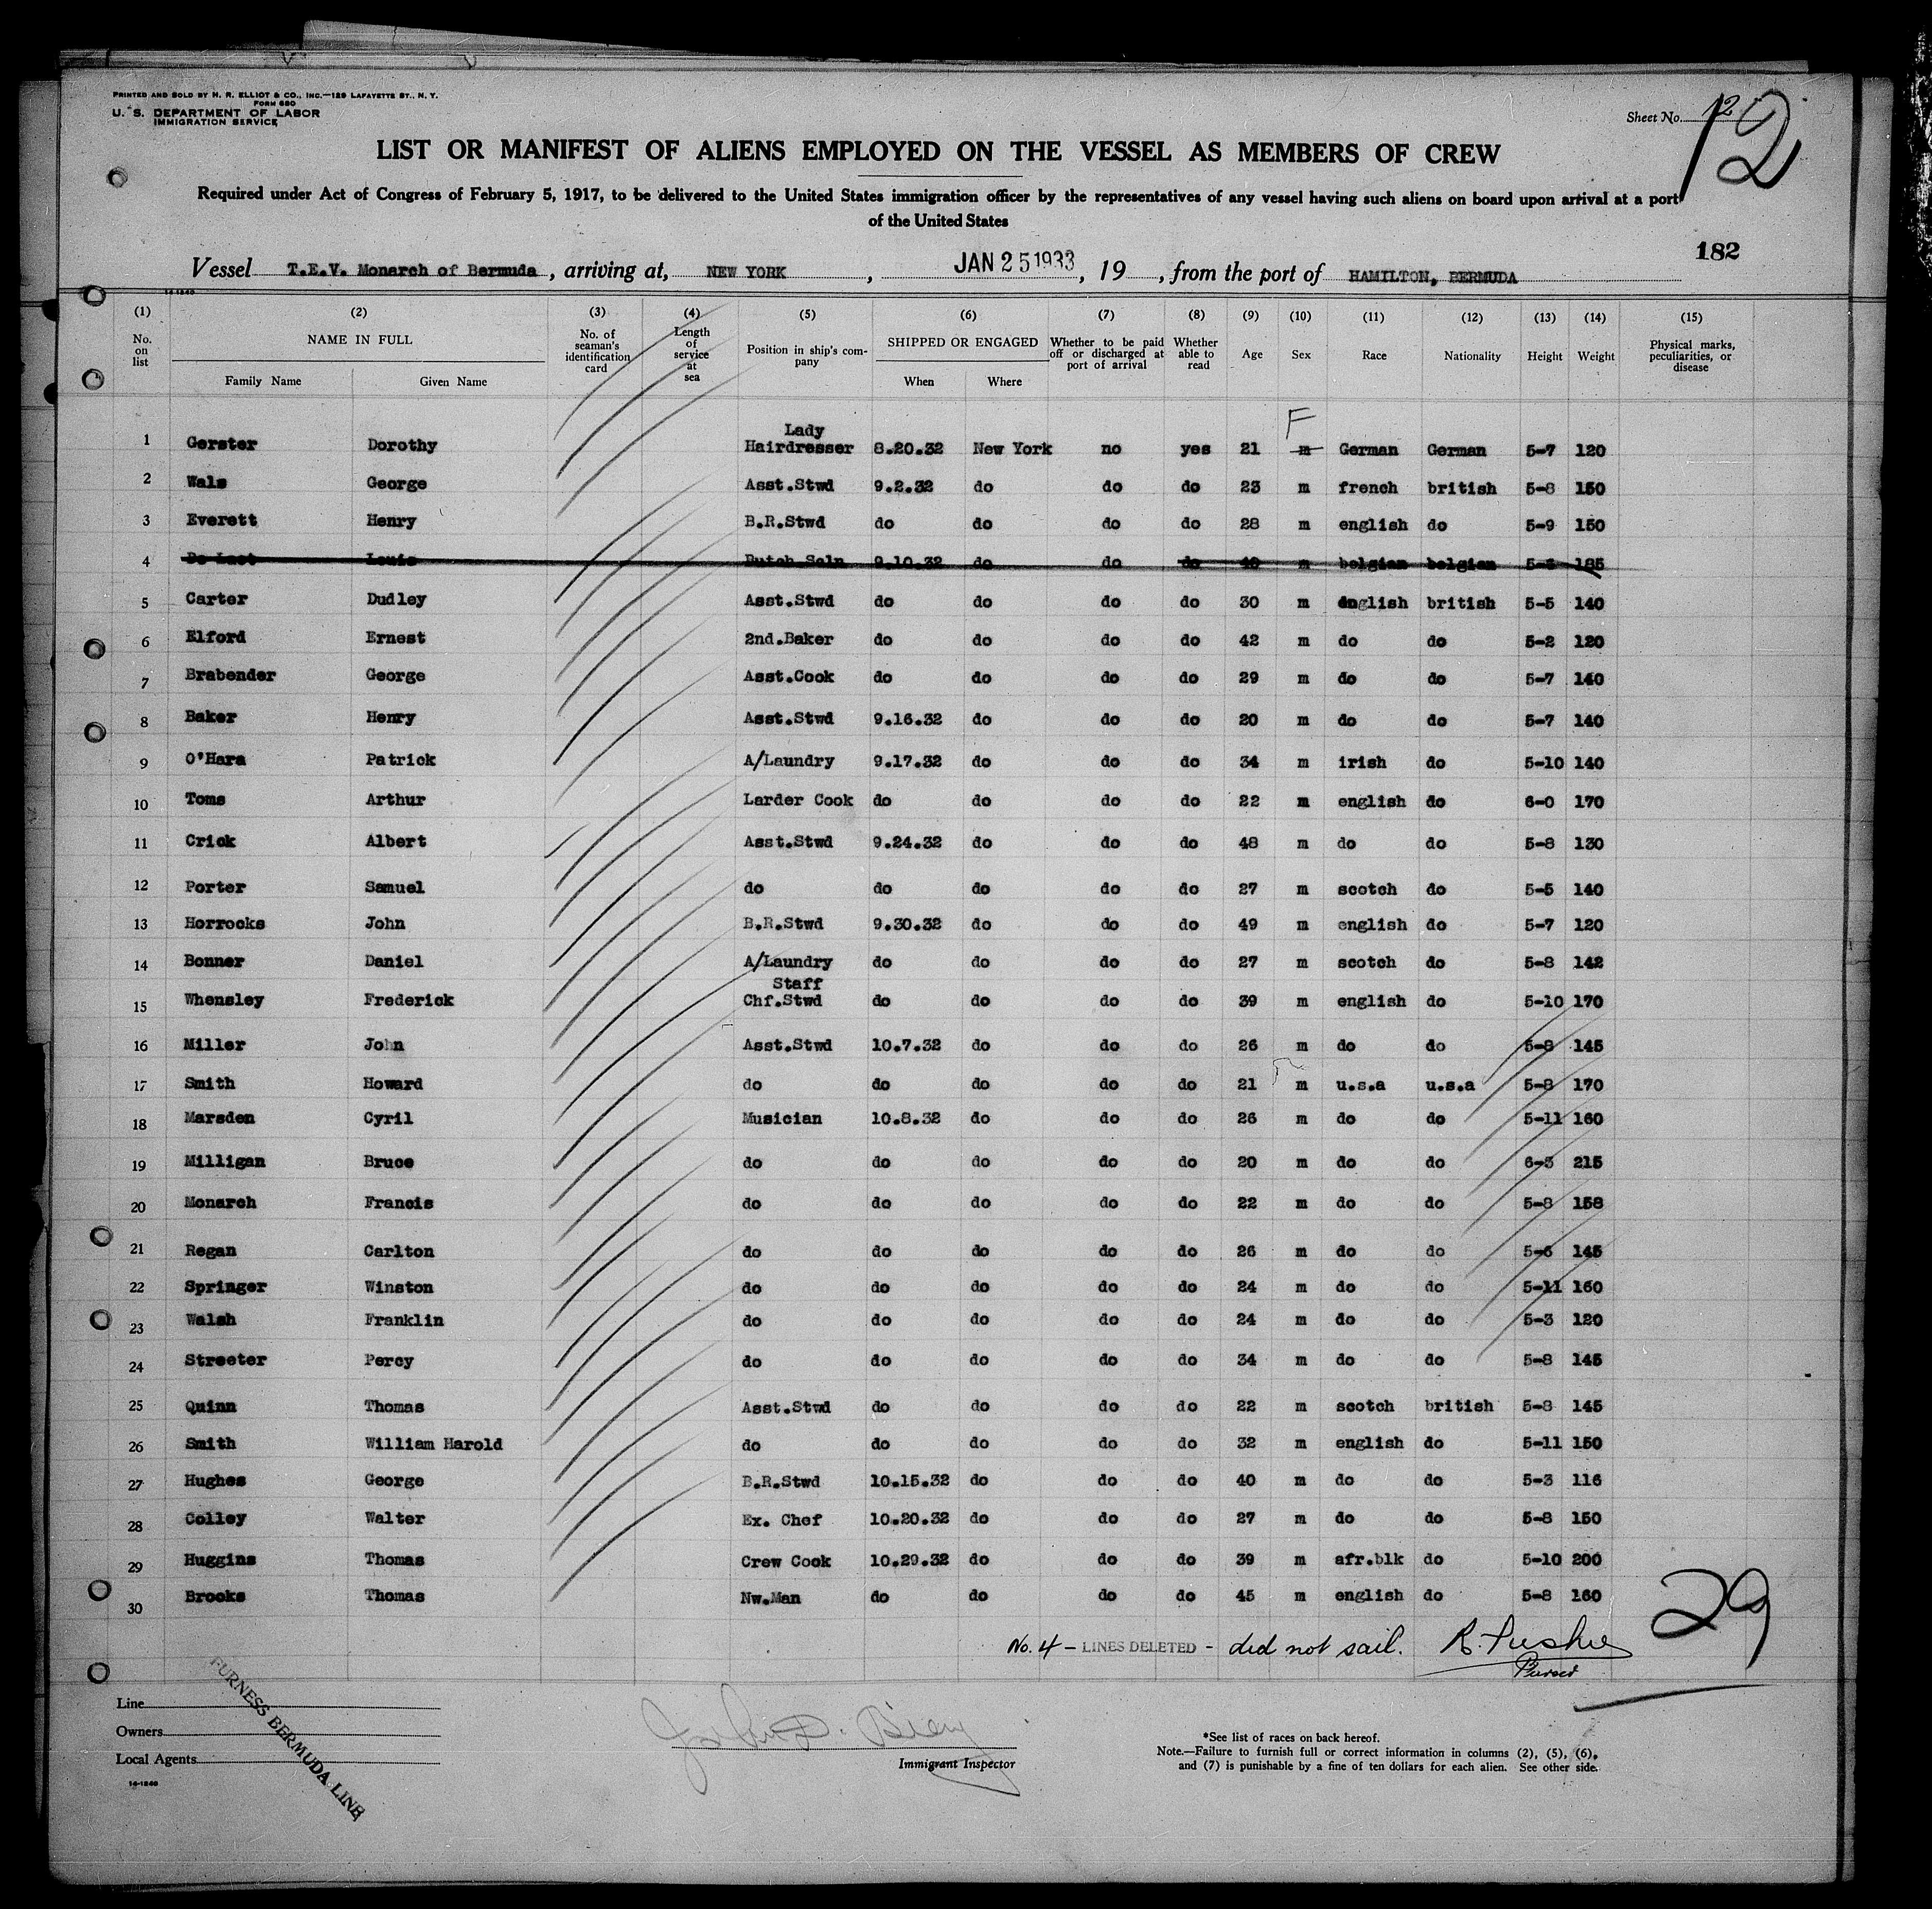 PRINTED AND SOLD BY H. R. ELLIOT & CO., INC.—129 LAFAYETTE ST., N. Y.
FORM 680
U. S. DEPARTMENT OF LABOR
IMMIGRATION SERVICE
Sheet No. 12
12
LIST OR MANIFEST OF ALIENS EMPLOYED ON THE VESSEL AS MEMBERS OF CREW
Required under Act of Congress of February 5, 1917, to be delivered to the United States immigration officer by the representatives of any vessel having such aliens on board upon arrival at a port
of the United States
182
Vessel T.E.V. Monarch of Bermuda, arriving at, NEW YORK, JAN 25 1933, 19 , from the port of HAMILTON, BERMUDA
14-1240
(1) No. on list (2) NAME IN FULL Family Name Given Name (3) No. of seaman's identification card (4) Length of service at sea (5) Position in ship's company (6) SHIPPED OR ENGAGED When Where (7) Whether to be paid off or discharged at port of arrival (8) Whether able to read (9) Age (10) Sex (11) Race (12) Nationality (13) Height (14) Weight (15) Physical marks, peculiarities, or disease
1 Gerster Dorothy Lady Hairdresser 8.20.32 New York no yes 21 m F German German 5-7 120
2 Wals George Asst.Stwd 9.2.32 do do do 23 m french british 5-8 150
3 Everett Henry B.R.Stwd do do do do 28 m english do 5-9 150
4 Louis 9.10.32 do do do 40 m belgian belgian 185
5 Carter Dudley Asst.Stwd do do do do 30 m english british 5-5 140
6 Elford Ernest 2nd.Baker do do do do 42 m do do 5-2 120
7 Brabender George Asst.Cook do do do do 29 m do do 5-7 140
8 Baker Henry Asst.Stwd 9.16.32 do do do 20 m do do 5-7 140
9 O'Hara Patrick A/Laundry 9.17.32 do do do 34 m irish do 5-10 140
10 Toms Arthur Larder Cook do do do do 22 m english do 6-0 170
11 Crick Albert Asst.Stwd 9.24.32 do do do 48 m do do 5-8 130
12 Porter Samuel do do do do do 27 m scotch do 5-5 140
13 Horrocks John B.R.Stwd 9.30.32 do do do 49 m english do 5-7 120
14 Bonner Daniel A/Laundry do do do do 27 m scotch do 5-8 142
15 Whensley Frederick Staff Chf.Stwd do do do do 39 m english do 5-10 170
16 Miller John Asst.Stwd 10.7.32 do do do 26 m do do 5-8 145
17 Smith Howard do do do do do 21 m u.s.a u.s.a 5-8 170
18 Marsden Cyril Musician 10.8.32 do do do 26 m do do 5-11 160
19 Milligan Bruce do do do do do 20 m do do 6-3 215
20 Monarch Francis do do do do do 22 m do do 5-8 158
21 Regan Carlton do do do do do 26 m do do 5-6 145
22 Springer Winston do do do do do 24 m do do 5-11 160
23 Walsh Franklin do do do do do 24 m do do 5-3 120
24 Streeter Percy do do do do do 34 m do do 5-8 145
25 Quinn Thomas Asst.Stwd do do do do 22 m scotch british 5-8 145
26 Smith William Harold do do do do do 32 m english do 5-11 150
27 Hughes George B.R.Stwd 10.15.32 do do do 40 m do do 5-3 116
28 Colley Walter Ex. Chef 10.20.32 do do do 27 m do do 5-8 150
29 Huggins Thomas Crew Cook 10.29.32 do do do 39 m afr.blk do 5-10 200
30 Brooks Thomas Nw.Man do do do do 45 m english do 5-8 160
29
No. 4 - LINES DELETED - did not sail.
Purser
Line
Owners
Local Agents
FURNESS BERMUDA LINE
14-1240
Immigrant Inspector
*See list of races on back hereof.
Note.—Failure to furnish full or correct information in columns (2), (5), (6),
and (7) is punishable by a fine of ten dollars for each alien. See other side.